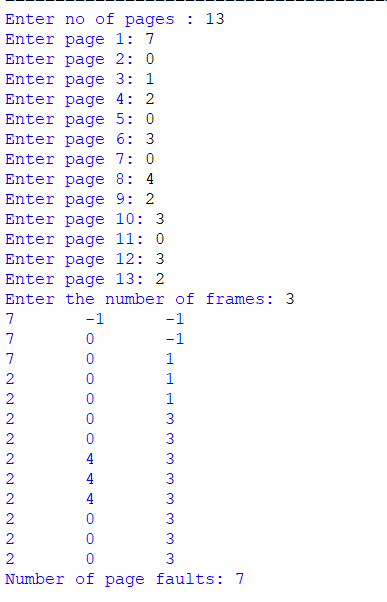 Enter no of pages : 13
Enter page 1: 7
Enter page 2: 0
Enter page 3: 1
Enter page 4: 2
Enter page 5: 0
Enter page 6: 3
Enter page 7: 0
Enter page 8: 4
Enter page 9: 2
Enter page 10: 3
Enter page 11: 0
Enter page 12: 3
Enter page 13: 2
Enter the number of frames: 3
7 -1 -1
7 0 -1
7 0 1
2 0 1
2 0 1
2 0 3
2 0 3
2 4 3
2 4 3
2 4 3
2 0 3
2 0 3
2 0 3
Number of page faults: 7